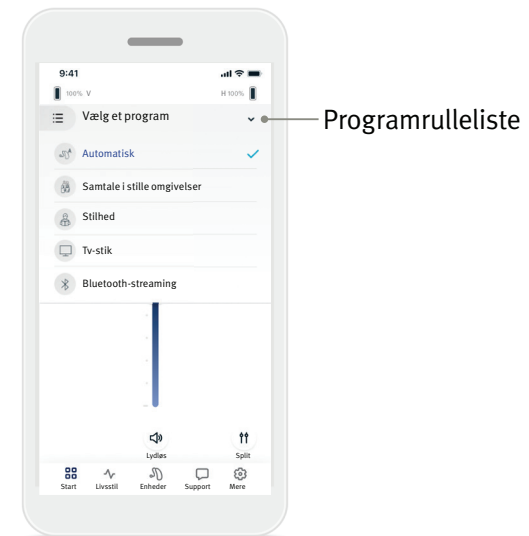 9:41
100% V H 100%
Vælg et program
Programrulleliste
Automatisk
Samtale i stille omgivelser
Stilhed
Tv-stik
Bluetooth-streaming
Lydløs Split
Start Livsstil Enheder Support Mere